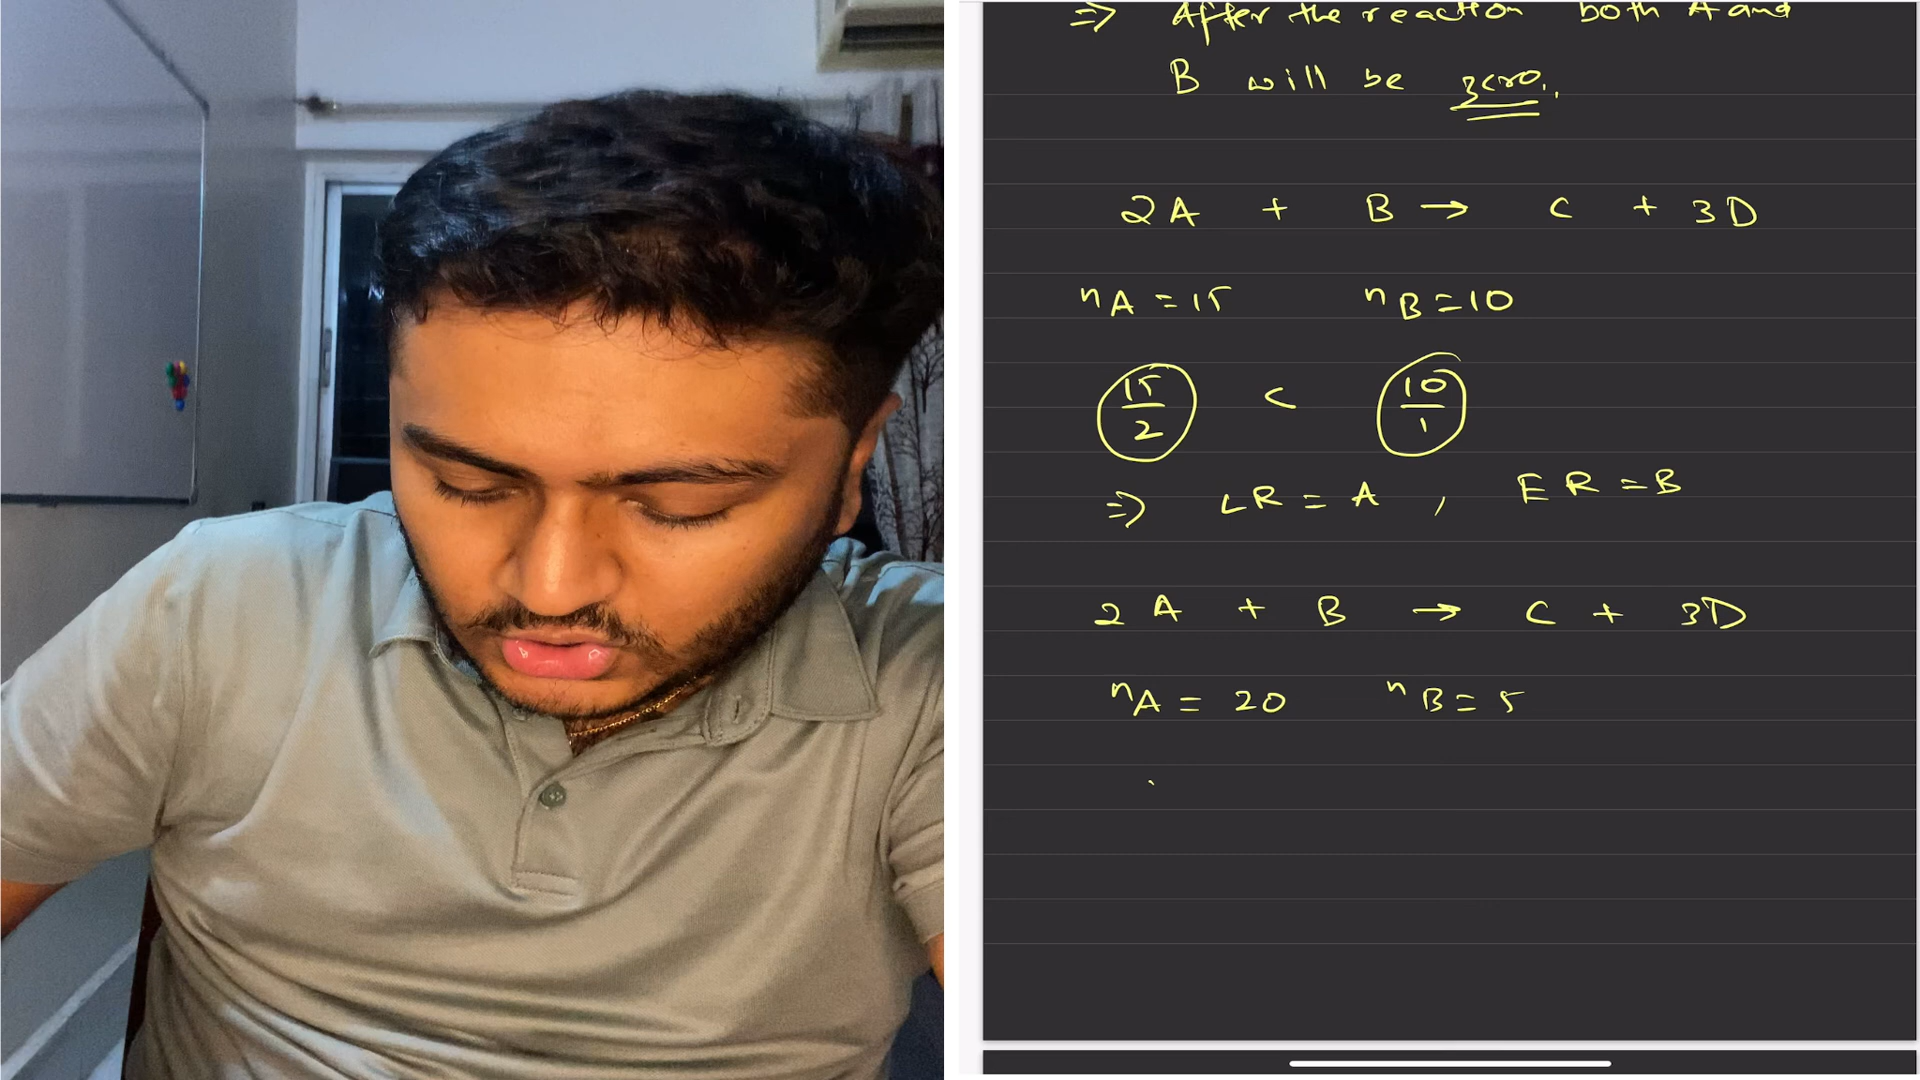 => After the reaction both A and
B will be zero..
2A + B → C + 3D
nA = 15 nB = 10
15/2 < 10/1
=> LR = A , ER = B
2A + B → C + 3D
nA = 20 nB = 5